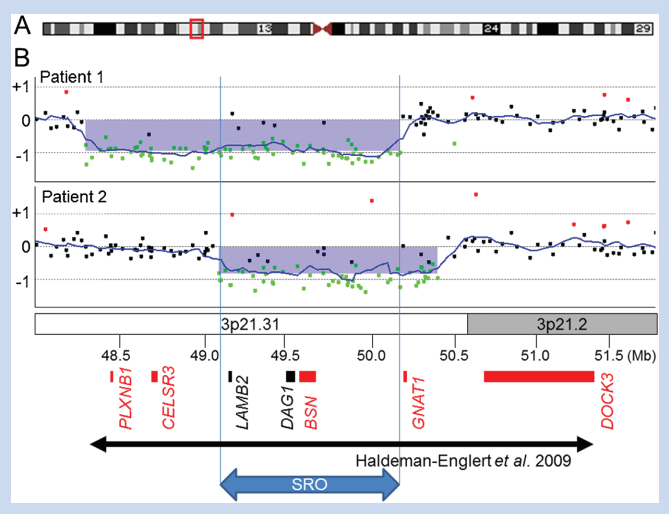 A
13
24
29
B
Patient 1
+1
0
−1
Patient 2
+1
0
−1
3p21.31
3p21.2
48.5
49.0
49.5
50.0
50.5
51.0
51.5 (Mb)
PLXNB1
CELSR3
LAMB2
DAG1
BSN
GNAT1
DOCK3
Haldeman-Englert et al. 2009
SRO